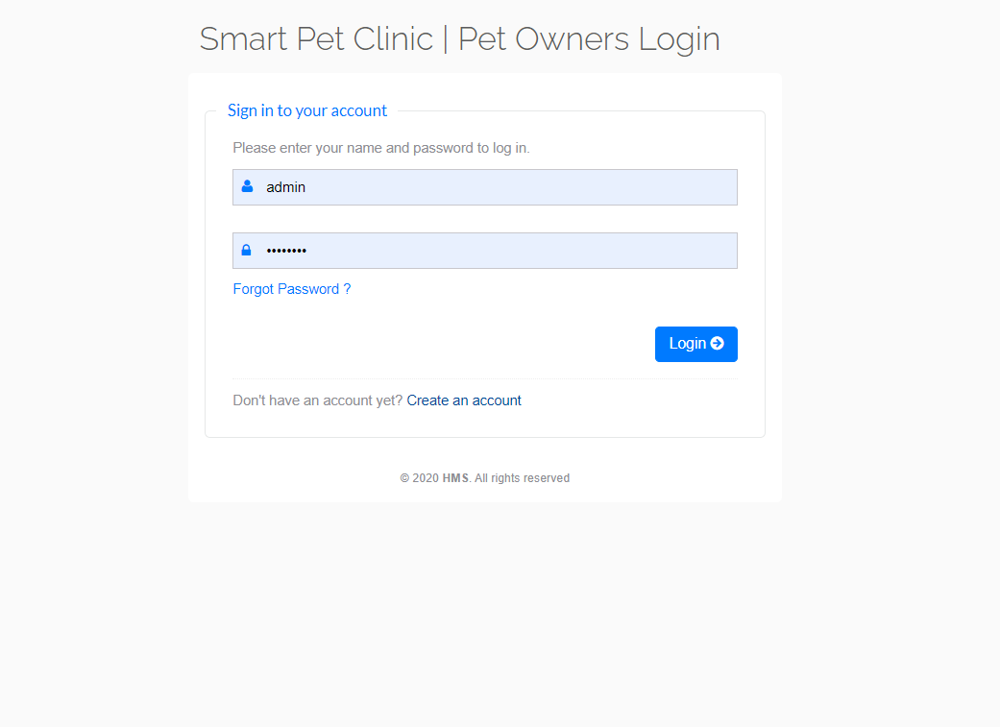 Smart Pet Clinic | Pet Owners Login
Sign in to your account
Please enter your name and password to log in.
admin
••••••••
Forgot Password ?
Login
Don't have an account yet? Create an account
© 2020 HMS. All rights reserved